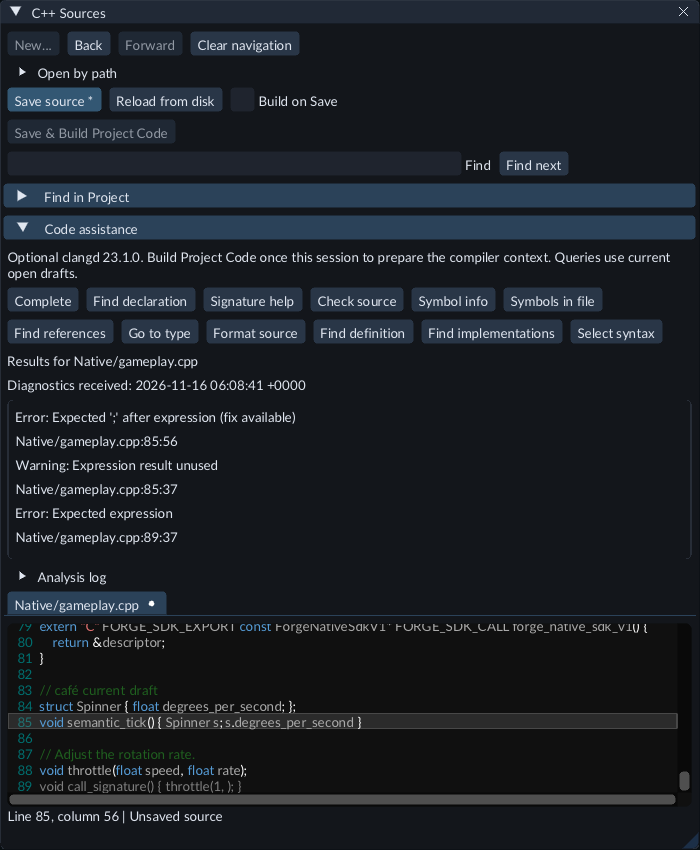 C++ Sources
New... Back Forward Clear navigation
Open by path
Save source * Reload from disk Build on Save
Save & Build Project Code
Find Find next
Find in Project
Code assistance
Optional clangd 23.1.0. Build Project Code once this session to prepare the compiler context. Queries use current
open drafts.
Complete Find declaration Signature help Check source Symbol info Symbols in file
Find references Go to type Format source Find definition Find implementations Select syntax
Results for Native/gameplay.cpp
Diagnostics received: 2026-11-16 06:08:41 +0000
Error: Expected ';' after expression (fix available)
Native/gameplay.cpp:85:56
Warning: Expression result unused
Native/gameplay.cpp:85:37
Error: Expected expression
Native/gameplay.cpp:89:37
Analysis log
Native/gameplay.cpp
79 extern "C" FORGE_SDK_EXPORT const ForgeNativeSdkV1* FORGE_SDK_CALL forge_native_sdk_v1() {
80 return &descriptor;
81 }
82
83 // café current draft
84 struct Spinner { float degrees_per_second; };
85 void semantic_tick() { Spinner s; s.degrees_per_second }
86
87 // Adjust the rotation rate.
88 void throttle(float speed, float rate);
89 void call_signature() { throttle(1, ); }
Line 85, column 56 | Unsaved source